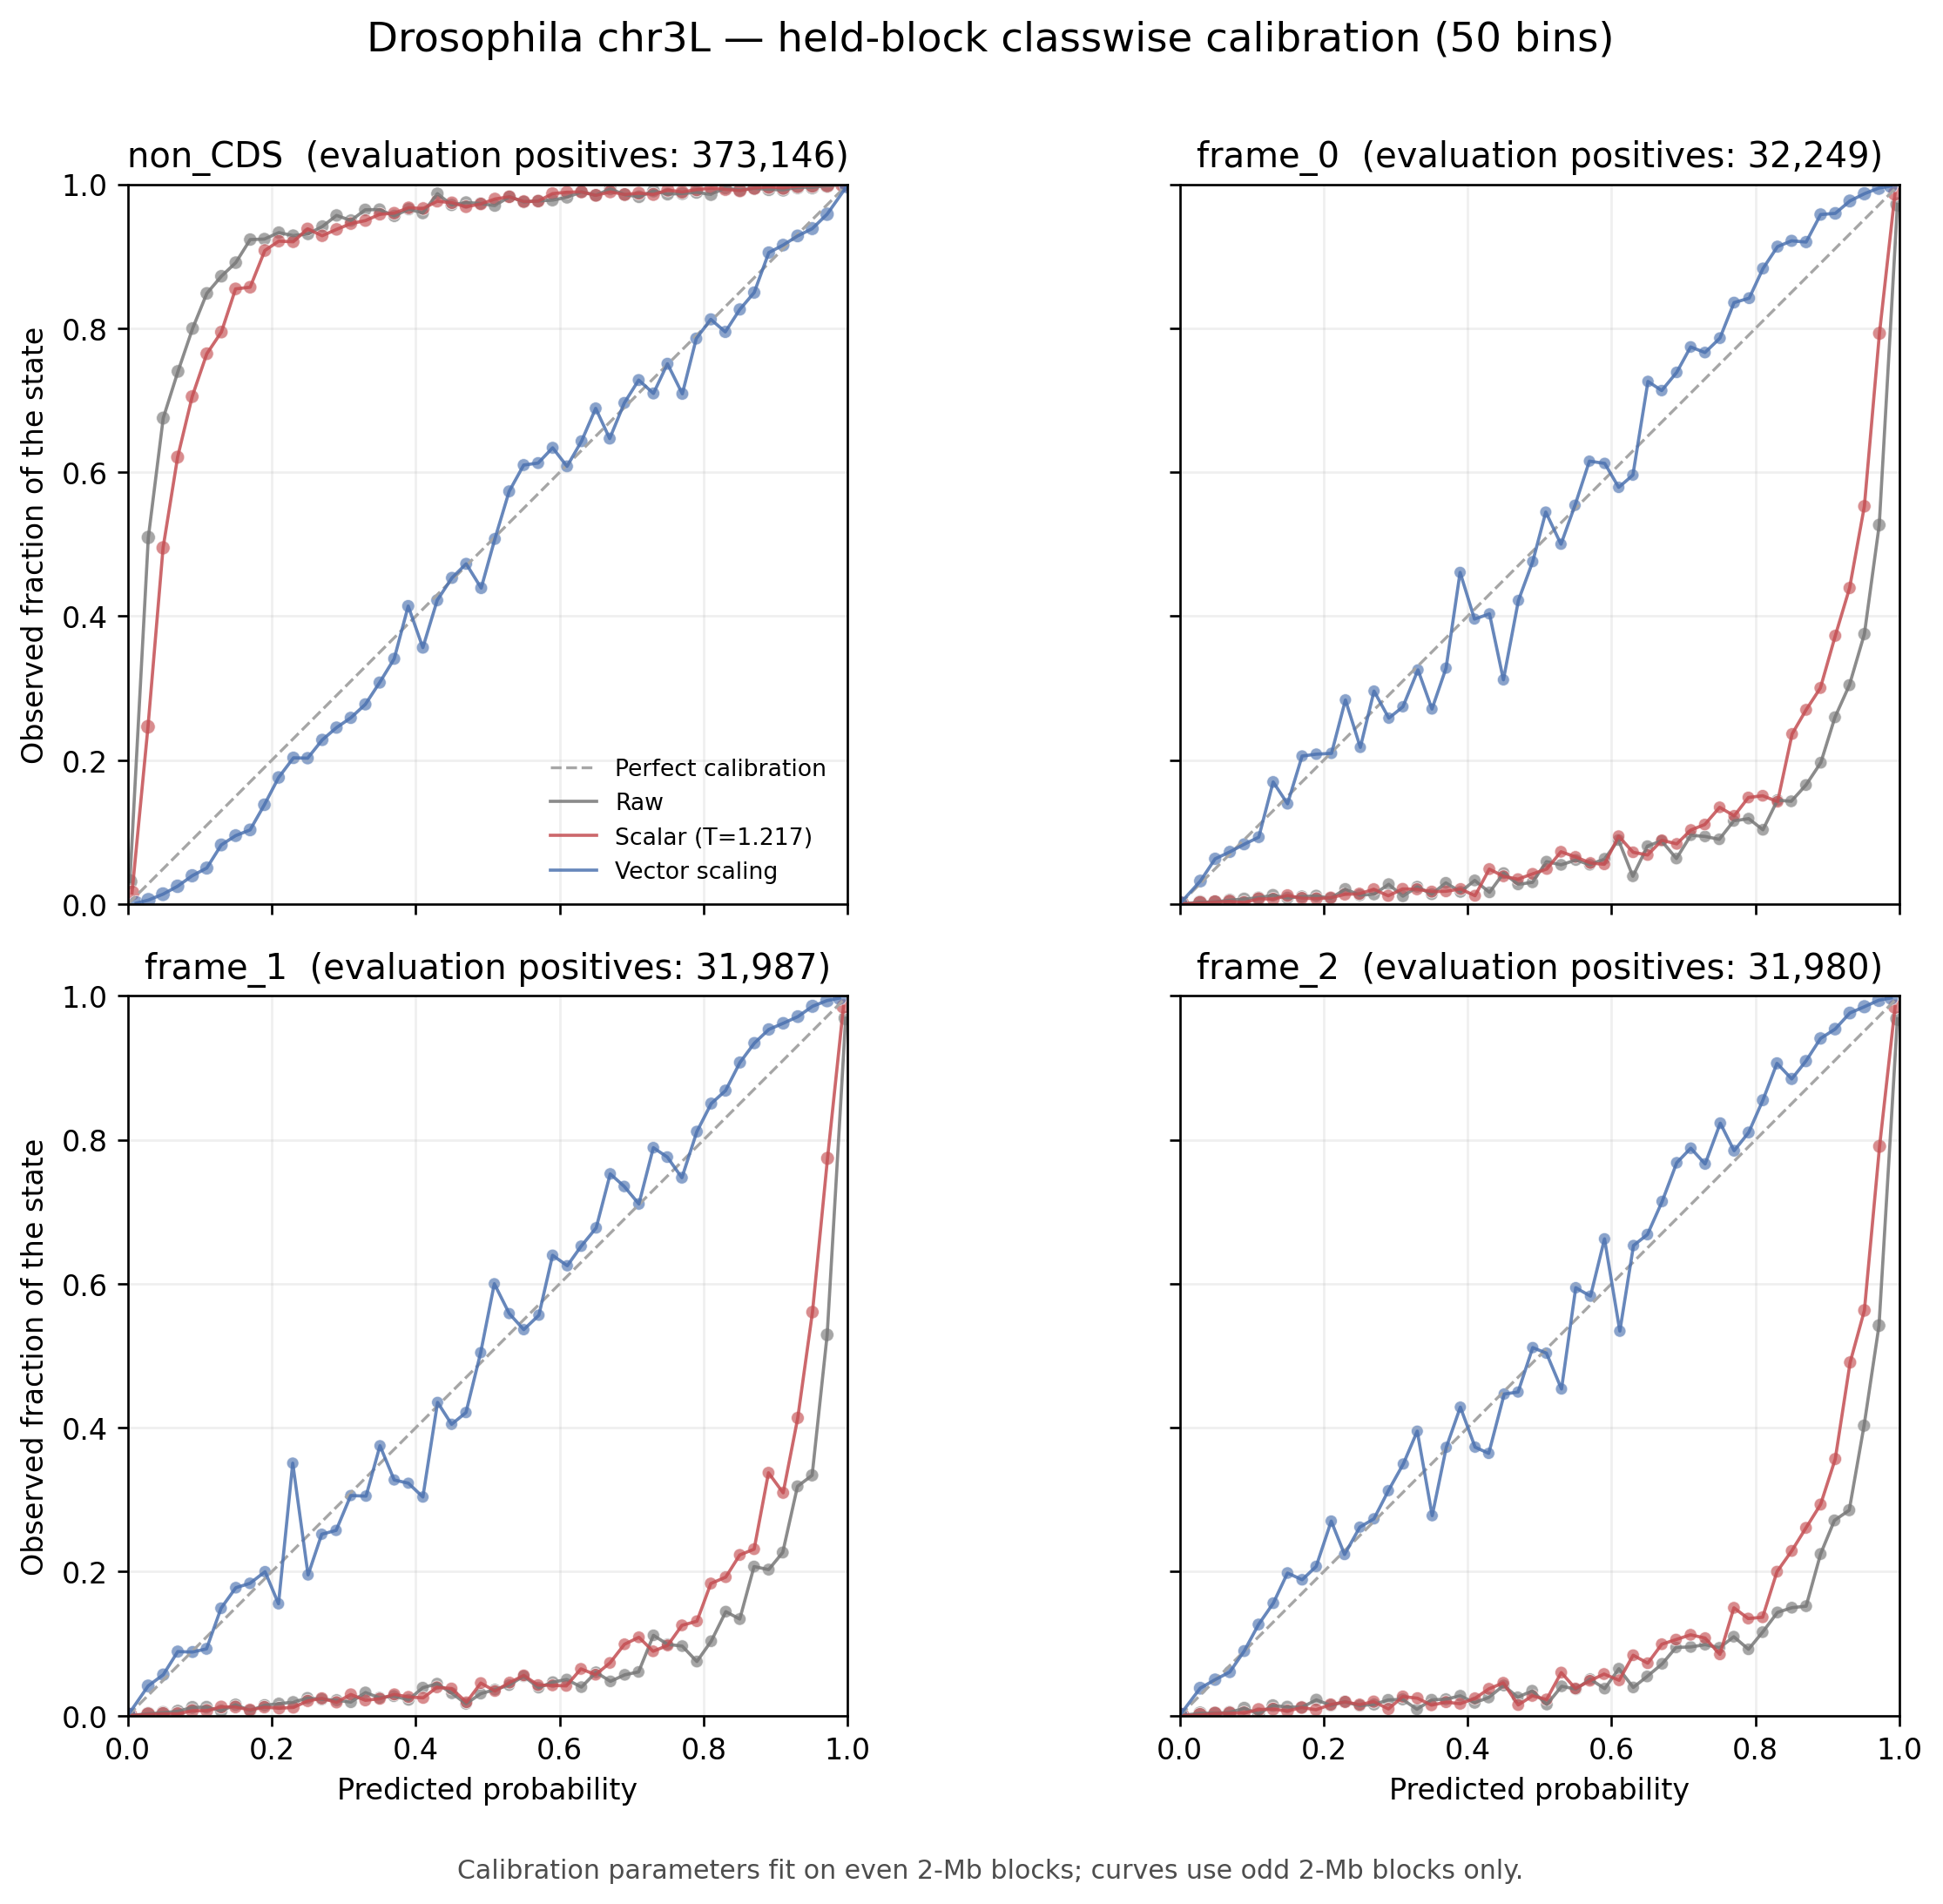 Drosophila chr3L — held-block classwise calibration (50 bins)
non_CDS (evaluation positives: 373,146)
frame_0 (evaluation positives: 32,249)
1.0
0.8
0.6
0.4
0.2
0.0
Observed fraction of the state
Perfect calibration
Raw
Scalar (T=1.217)
Vector scaling
frame_1 (evaluation positives: 31,987)
frame_2 (evaluation positives: 31,980)
1.0
0.8
0.6
0.4
0.2
0.0
Observed fraction of the state
0.0 0.2 0.4 0.6 0.8 1.0
0.0 0.2 0.4 0.6 0.8 1.0
Predicted probability
Predicted probability
Calibration parameters fit on even 2-Mb blocks; curves use odd 2-Mb blocks only.